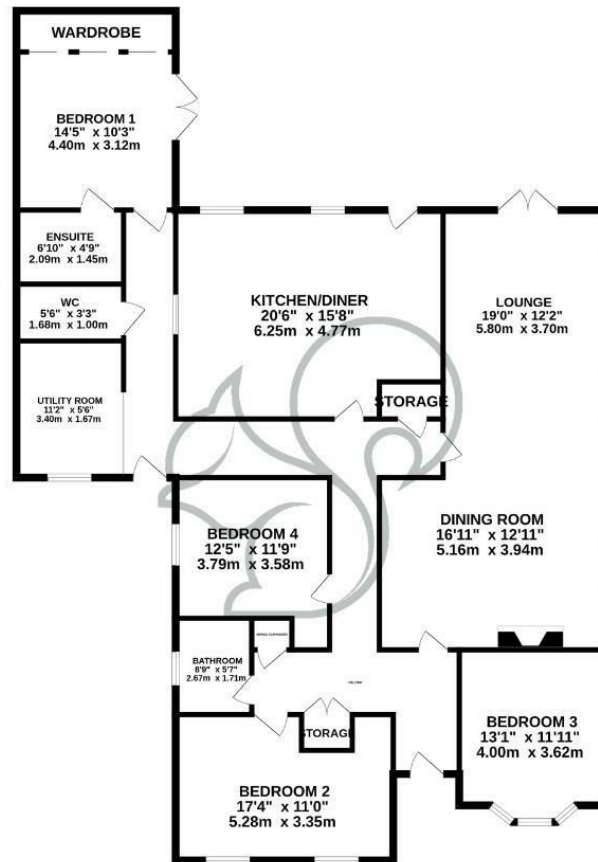 WARDROBE
BEDROOM 1
14'5" x 10'3"
4.40m x 3.12m
ENSUITE
6'10" x 4'9"
2.09m x 1.45m
WC
5'6" x 3'3"
1.68m x 1.00m
KITCHEN/DINER
20'6" x 15'8"
6.25m x 4.77m
LOUNGE
19'0" x 12'2"
5.80m x 3.70m
UTILITY ROOM
11'2" x 5'6"
3.40m x 1.67m
STORAGE
DINING ROOM
16'11" x 12'11"
5.16m x 3.94m
BEDROOM 4
12'5" x 11'9"
3.79m x 3.58m
BATHROOM
8'9" x 5'7"
2.67m x 1.71m
STORAGE
BEDROOM 3
13'1" x 11'11"
4.00m x 3.62m
BEDROOM 2
17'4" x 11'0"
5.28m x 3.35m